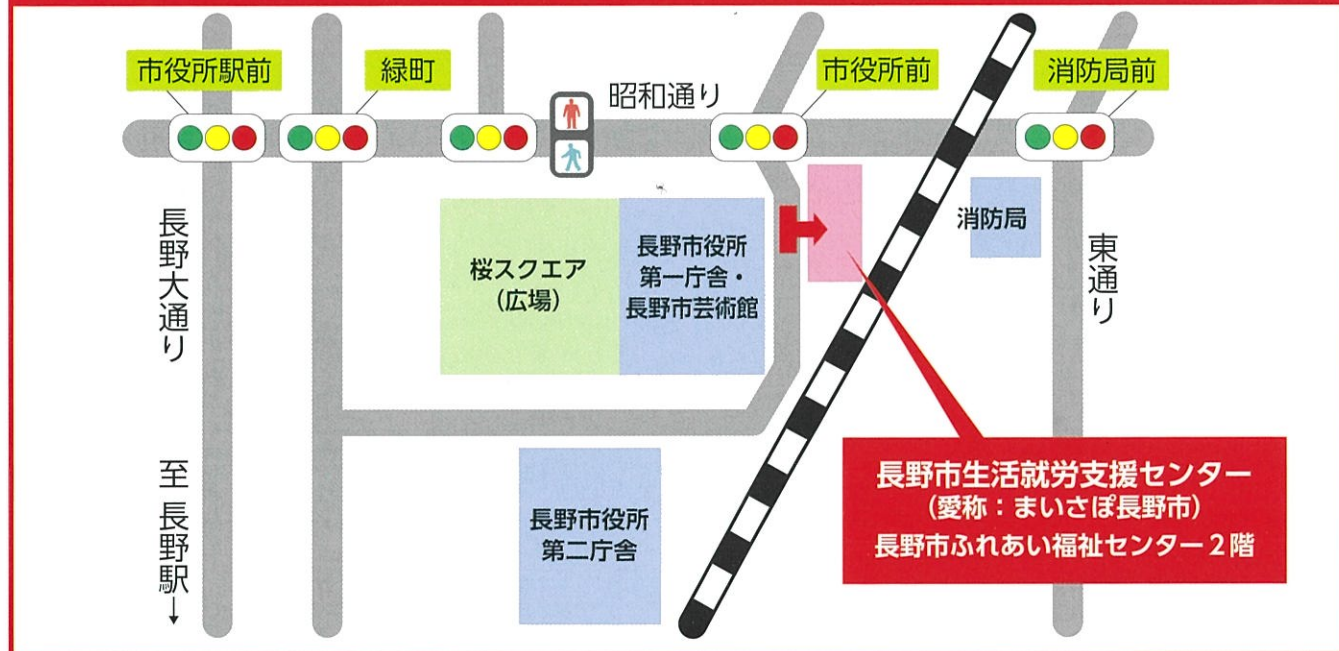 市役所駅前
緑町
昭和通り
市役所前
消防局前
長野大通り
至 長野駅→
桜スクエア
(広場)
長野市役所
第一庁舎・
長野市芸術館
消防局
東通り
長野市役所
第二庁舎
長野市生活就労支援センター
(愛称:まいさぽ長野市)
長野市ふれあい福祉センター2階